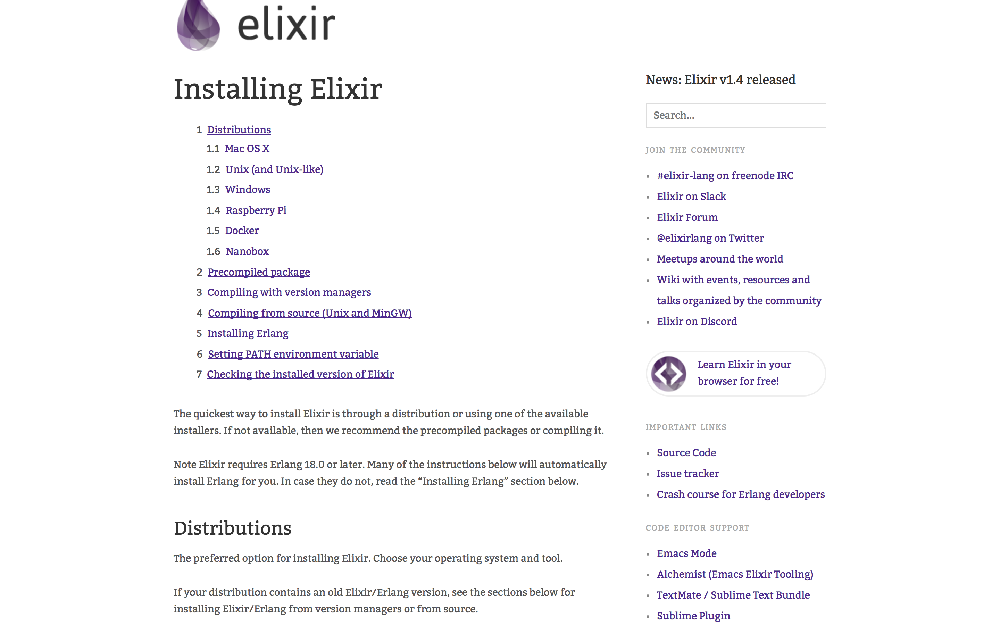 elixir
Installing Elixir
1 Distributions
1.1 Mac OS X
1.2 Unix (and Unix-like)
1.3 Windows
1.4 Raspberry Pi
1.5 Docker
1.6 Nanobox
2 Precompiled package
3 Compiling with version managers
4 Compiling from source (Unix and MinGW)
5 Installing Erlang
6 Setting PATH environment variable
7 Checking the installed version of Elixir
The quickest way to install Elixir is through a distribution or using one of the available
installers. If not available, then we recommend the precompiled packages or compiling it.
Note Elixir requires Erlang 18.0 or later. Many of the instructions below will automatically
install Erlang for you. In case they do not, read the “Installing Erlang” section below.
Distributions
The preferred option for installing Elixir. Choose your operating system and tool.
If your distribution contains an old Elixir/Erlang version, see the sections below for
installing Elixir/Erlang from version managers or from source.
News: Elixir v1.4 released
Search...
JOIN THE COMMUNITY
• #elixir-lang on freenode IRC
• Elixir on Slack
• Elixir Forum
• @elixirlang on Twitter
• Meetups around the world
• Wiki with events, resources and
talks organized by the community
• Elixir on Discord
Learn Elixir in your
browser for free!
IMPORTANT LINKS
• Source Code
• Issue tracker
• Crash course for Erlang developers
CODE EDITOR SUPPORT
• Emacs Mode
• Alchemist (Emacs Elixir Tooling)
• TextMate / Sublime Text Bundle
• Sublime Plugin